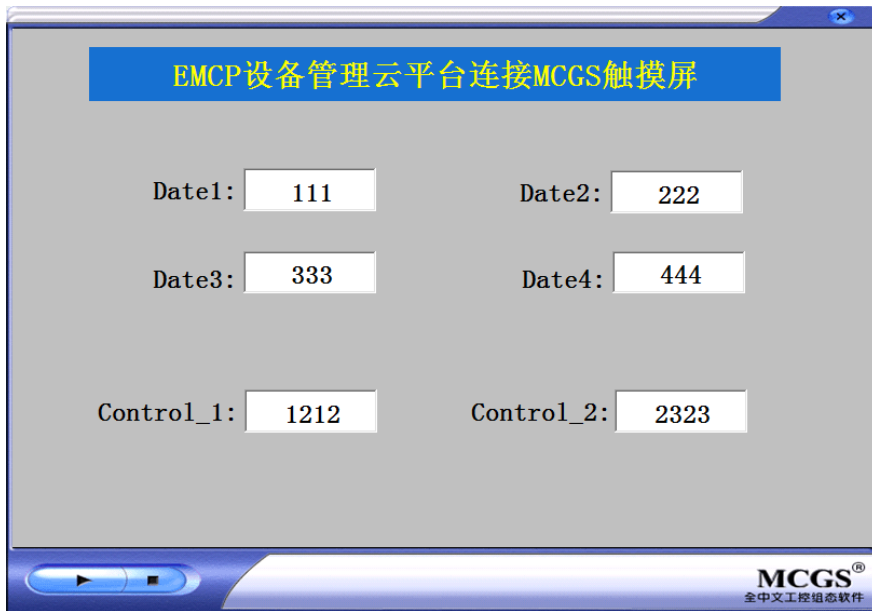 EMCP设备管理云平台连接MCGS触摸屏
Date1: 111 Date2: 222
Date3: 333 Date4: 444
Control_1: 1212 Control_2: 2323
MCGS®
全中文工控组态软件